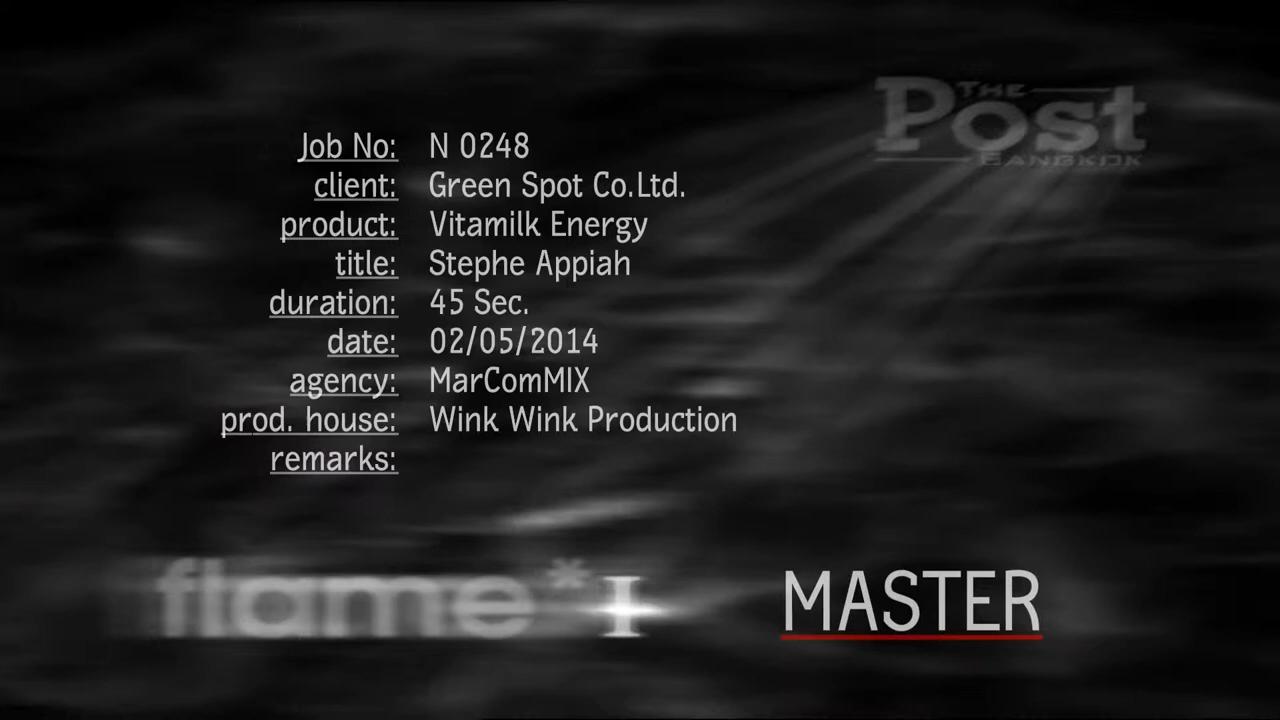 THE
Post
BANGKOK
Job No: N 0248
client: Green Spot Co.Ltd.
product: Vitamilk Energy
title: Stephe Appiah
duration: 45 Sec.
date: 02/05/2014
agency: MarComMIX
prod. house: Wink Wink Production
remarks:
flame* I
MASTER